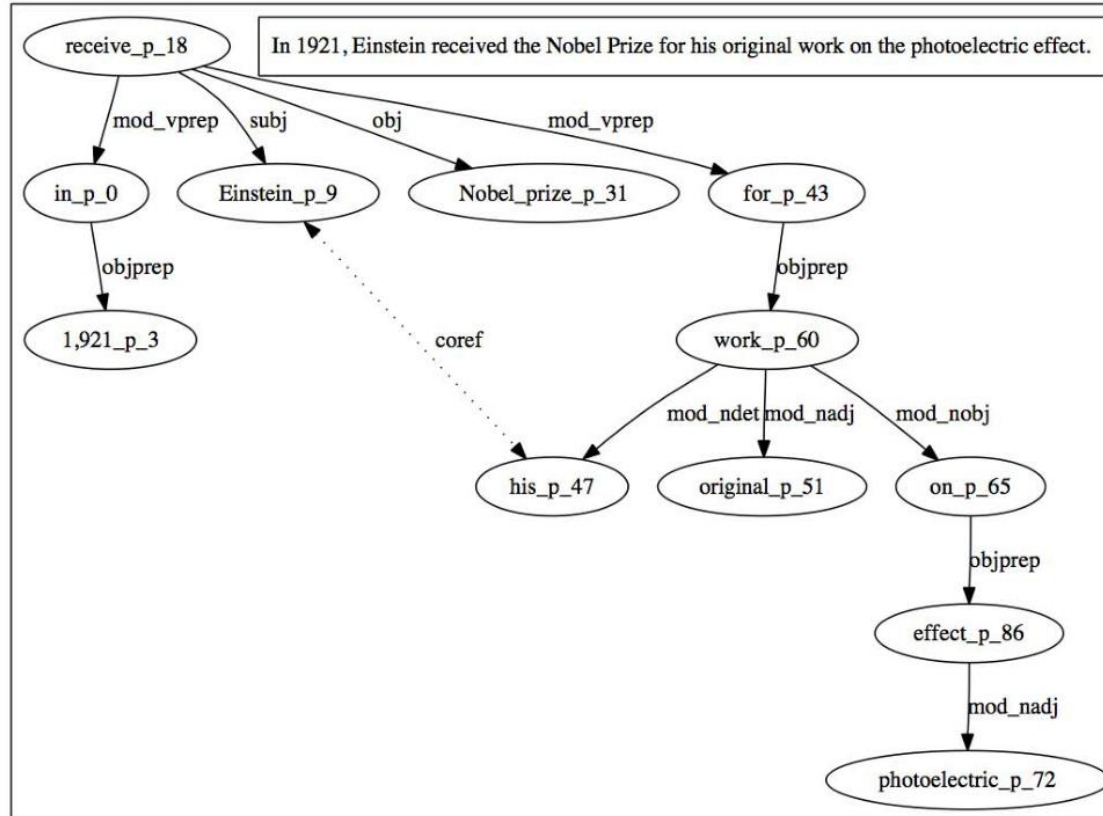 receive_p_18
In 1921, Einstein received the Nobel Prize for his original work on the photoelectric effect.
mod_vprep
subj
obj
mod_vprep
in_p_0
Einstein_p_9
Nobel_prize_p_31
for_p_43
objprep
objprep
1,921_p_3
coref
work_p_60
mod_ndet
mod_nadj
mod_nobj
his_p_47
original_p_51
on_p_65
objprep
effect_p_86
mod_nadj
photoelectric_p_72